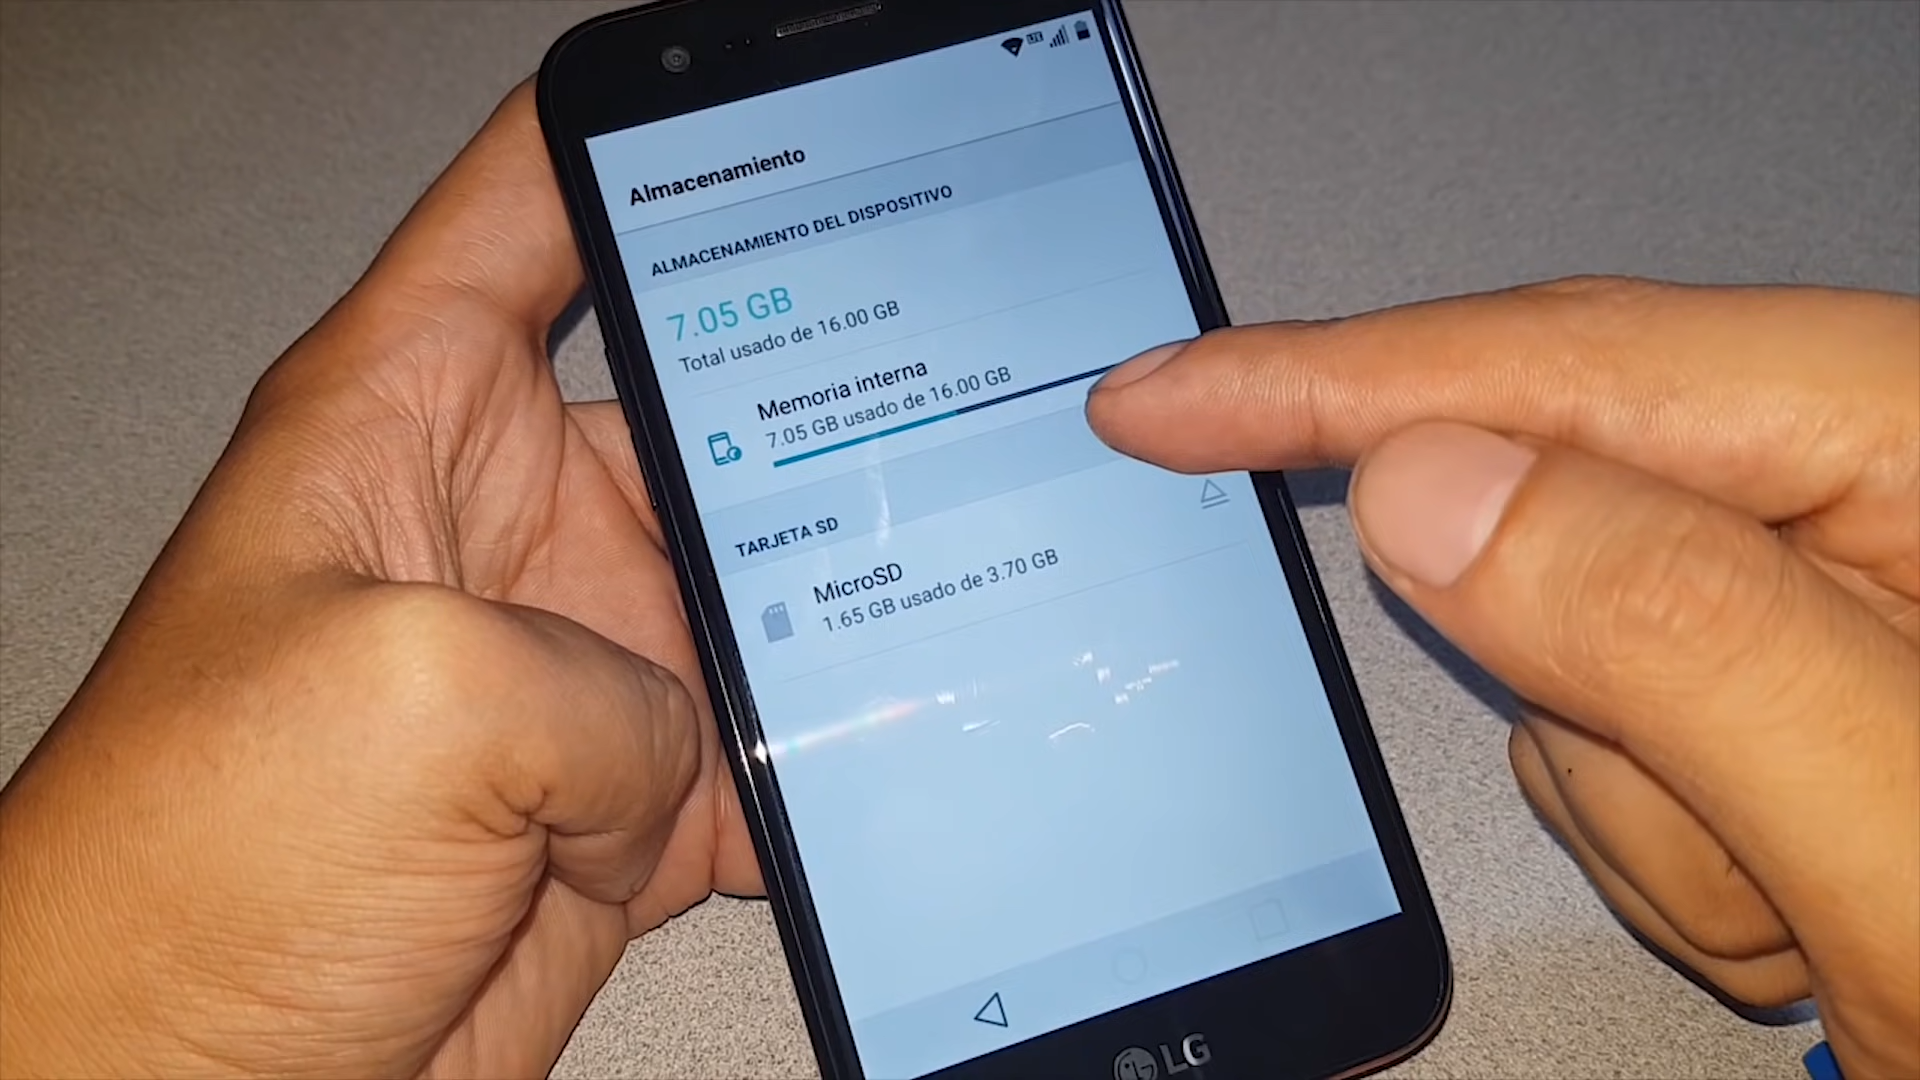 LTE
Almacenamiento
ALMACENAMIENTO DEL DISPOSITIVO
7.05 GB
Total usado de 16.00 GB
Memoria interna
7.05 GB usado de 16.00 GB
TARJETA SD
MicroSD
1.65 GB usado de 3.70 GB
LG